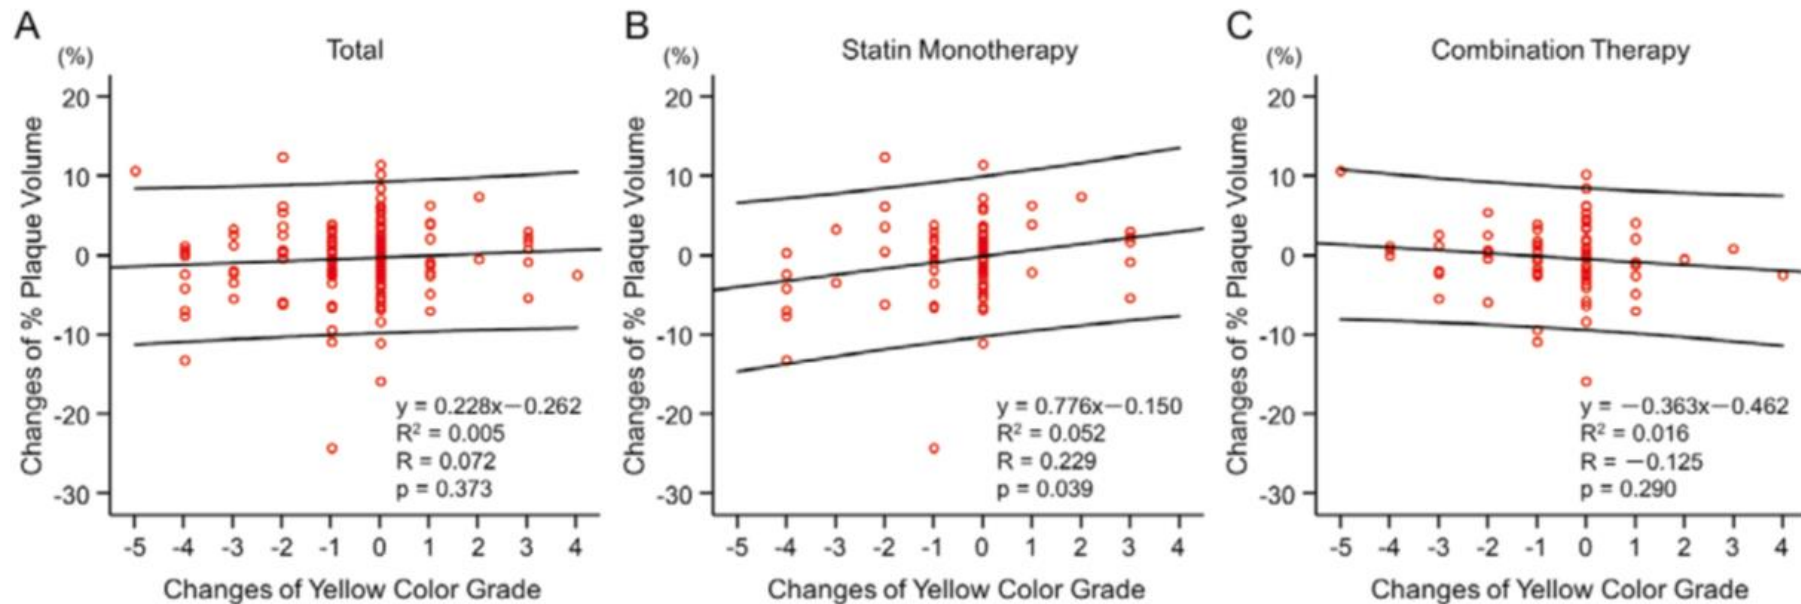 A
Total
(%)
Changes of % Plaque Volume
20
10
0
-10
-20
-30
y = 0.228x−0.262
R² = 0.005
R = 0.072
p = 0.373
-5 -4 -3 -2 -1 0 1 2 3 4
Changes of Yellow Color Grade
B
Statin Monotherapy
(%)
Changes of % Plaque Volume
20
10
0
-10
-20
-30
y = 0.776x−0.150
R² = 0.052
R = 0.229
p = 0.039
-5 -4 -3 -2 -1 0 1 2 3 4
Changes of Yellow Color Grade
C
Combination Therapy
(%)
Changes of % Plaque Volume
20
10
0
-10
-20
-30
y = −0.363x−0.462
R² = 0.016
R = −0.125
p = 0.290
-5 -4 -3 -2 -1 0 1 2 3 4
Changes of Yellow Color Grade